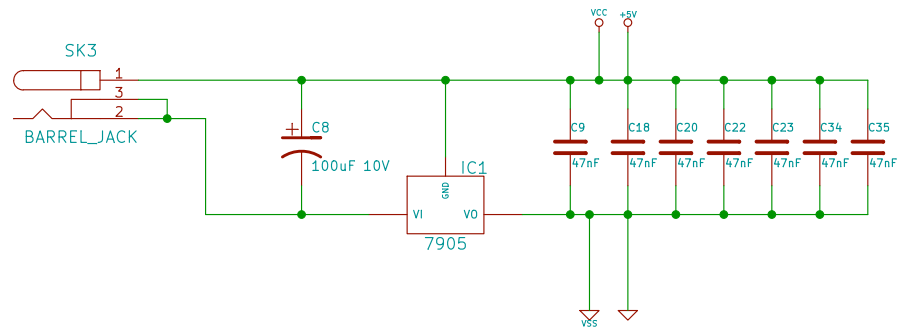 VCC
+5V
SK3
1
3
2
BARREL_JACK
C8
100uF 10V
IC1
GND
VI
VO
7905
C9
47nF
C18
47nF
C20
47nF
C22
47nF
C23
47nF
C34
47nF
C35
47nF
VSS